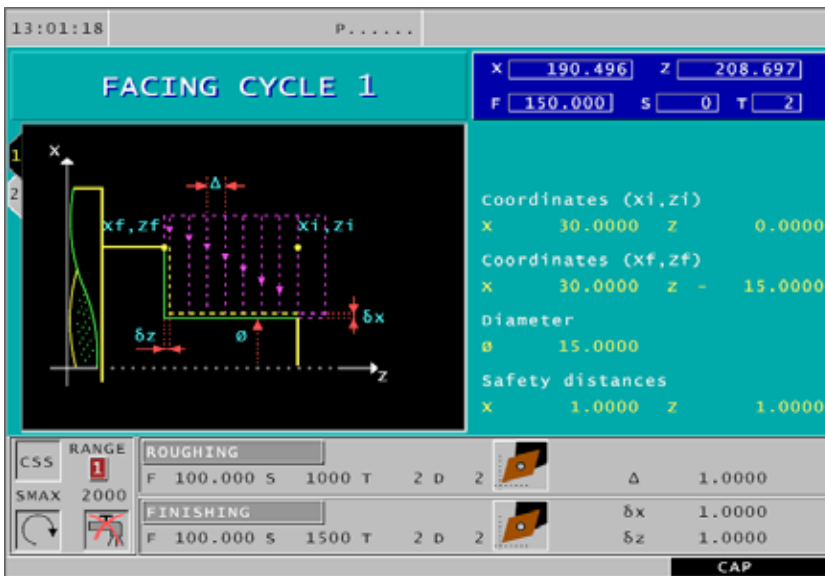 13:01:18 P......
FACING CYCLE 1
X 190.496 Z 208.697
F 150.000 S 0 T 2
1
2
X
Δ
xf,zf xi,zi
δx
δz
ø
Z
Coordinates (xi,zi)
X 30.0000 Z 0.0000
Coordinates (xf,zf)
X 30.0000 Z - 15.0000
Diameter
ø 15.0000
Safety distances
X 1.0000 Z 1.0000
CSS RANGE
1
SMAX 2000
ROUGHING
F 100.000 S 1000 T 2 D 2 Δ 1.0000
FINISHING
F 100.000 S 1500 T 2 D 2
δx 1.0000
δz 1.0000
CAP